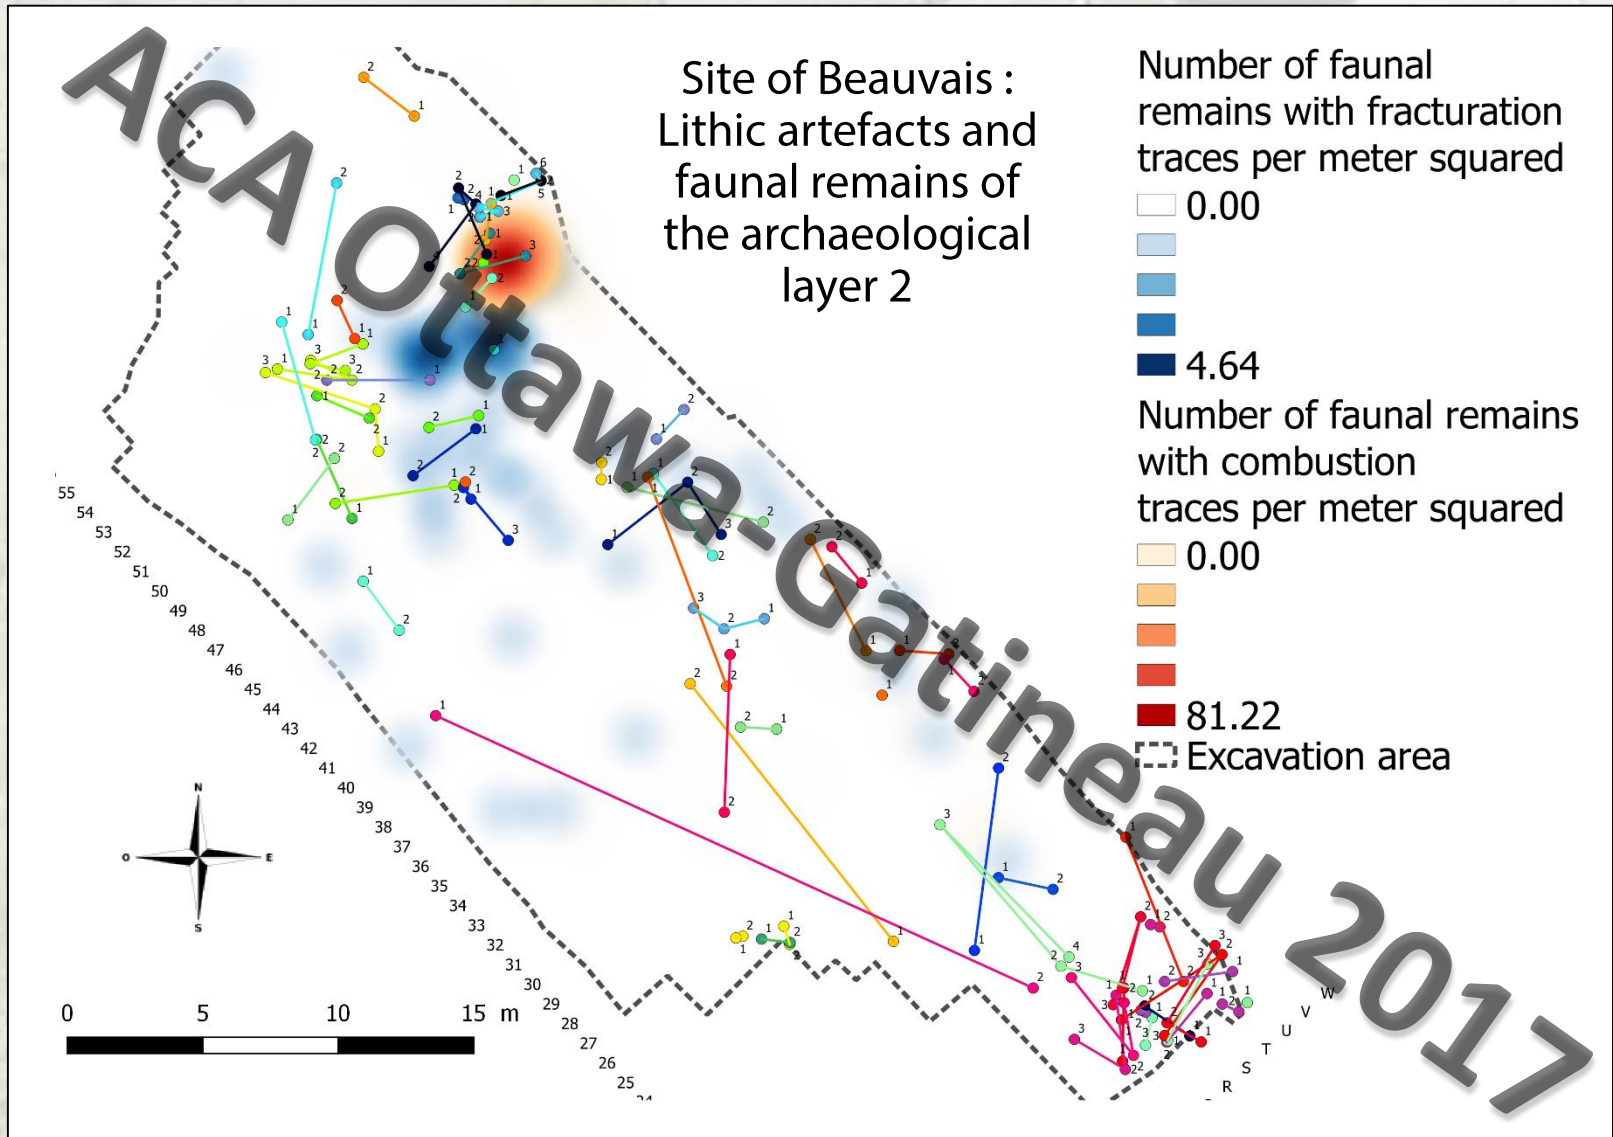 Site of Beauvais :
Lithic artefacts and
faunal remains of
the archaeological
layer 2
Number of faunal
remains with fracturation
traces per meter squared
0.00
4.64
Number of faunal remains
with combustion
traces per meter squared
0.00
81.22
Excavation area
ACA Ottawa-Gatineau 2017
55
54
53
52
51
50
49
48
47
46
45
44
43
42
41
40
39
38
37
36
35
34
33
32
31
30
29
28
27
26
25
W
V
U
T
S
R
N
O E
S
0 5 10 15 m